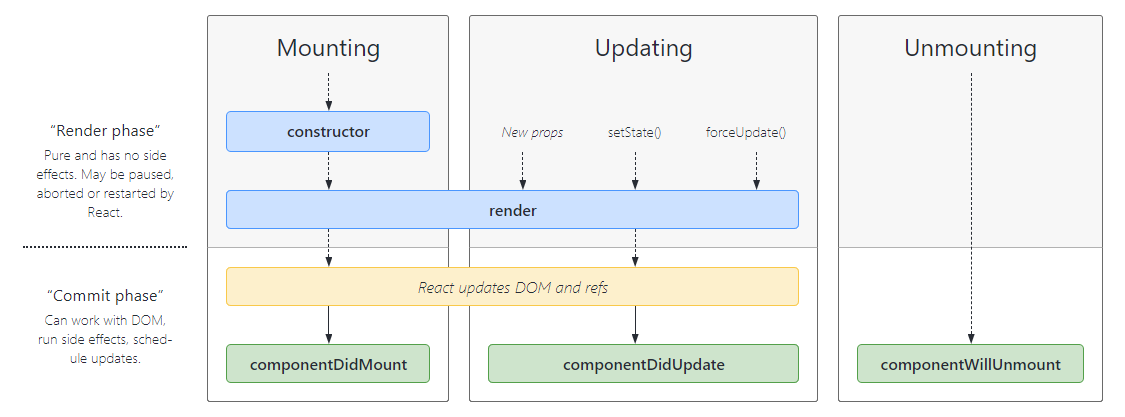 Mounting
Updating
Unmounting
“Render phase”
Pure and has no side
effects. May be paused,
aborted or restarted by
React.
constructor
New props
setState()
forceUpdate()
render
“Commit phase”
Can work with DOM,
run side effects, sched-
ule updates.
React updates DOM and refs
componentDidMount
componentDidUpdate
componentWillUnmount